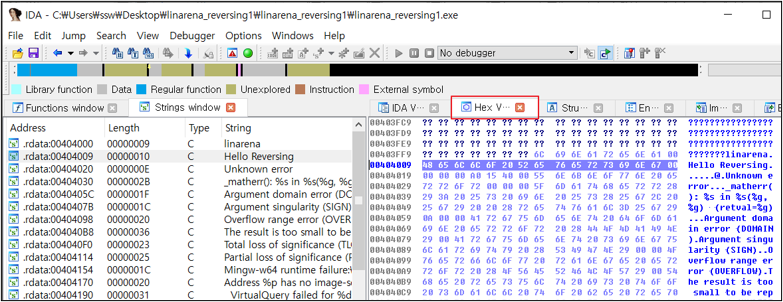 IDA - C:₩Users₩ssw₩Desktop₩linarena_reversing1₩linarena_reversing1₩linarena_reversing1.exe
File Edit Jump Search View Debugger Options Windows Help
No debugger
Library function Data Regular function Unexplored Instruction External symbol
Functions window Strings window IDA V... Hex V... Stru... En... Im...
Address Length Type String
.rdata:00404000 00000009 C linarena
.rdata:00404009 00000010 C Hello Reversing
.rdata:00404020 0000000E C Unknown error
.rdata:00404030 0000002B C _matherr(): %s in %s(%g, %g
.rdata:0040405C 0000001F C Argument domain error (DOM
.rdata:0040407B 0000001C C Argument singularity (SIGN)
.rdata:00404098 00000020 C Overflow range error (OVERF
.rdata:004040B8 00000036 C The result is too small to be
.rdata:004040F0 00000023 C Total loss of significance (TL
.rdata:00404114 00000025 C Partial loss of significance (
.rdata:00404154 0000001C C Mingw-w64 runtime failure:
.rdata:00404170 00000020 C Address %p has no image-s
.rdata:00404190 00000031 C VirtualQuery failed for %d
00403FC9 ?? ?? ?? ?? ?? ?? ?? ?? ?? ?? ?? ?? ?? ?? ?? ?? ????????????????
00403FD9 ?? ?? ?? ?? ?? ?? ?? ?? ?? ?? ?? ?? ?? ?? ?? ?? ????????????????
00403FE9 ?? ?? ?? ?? ?? ?? ?? ?? ?? ?? ?? ?? ?? ?? ?? ?? ????????????????
00403FF9 ?? ?? ?? ?? ?? ?? ?? 6C 69 6E 61 72 65 6E 61 00 ???????linarena.
00404009 48 65 6C 6C 6F 20 52 65 76 65 72 73 69 6E 67 00 Hello Reversing.
00404019 00 00 00 00 A0 15 40 00 55 6E 6B 6E 6F 77 6E 20 65 .....@.Unknown e
00404029 72 72 6F 72 00 00 00 5F 6D 61 74 68 65 72 72 28 rror..._matherr(
00404039 29 3A 20 25 73 20 69 6E 20 25 73 28 25 67 2C 20 ): %s in %s(%g, 
00404049 25 67 29 20 20 28 72 65 74 76 61 6C 3D 25 67 29 %g)  (retval=%g)
00404059 0A 00 00 41 72 67 75 6D 65 6E 74 20 64 6F 6D 61 ...Argument doma
00404069 69 6E 20 65 72 72 6F 72 20 28 44 4F 4D 41 49 4E in error (DOMAIN
00404079 29 00 41 72 67 75 6D 65 6E 74 20 73 69 6E 67 75 ).Argument singu
00404089 6C 61 72 69 74 79 20 28 53 49 47 4E 29 00 00 4F larity (SIGN)..O
00404099 76 65 72 66 6C 6F 77 20 72 61 6E 67 65 20 65 72 verflow range er
004040A9 72 6F 72 20 28 4F 56 45 52 46 4C 4F 57 29 00 54 ror (OVERFLOW).T
004040B9 68 65 20 72 65 73 75 6C 74 20 69 73 20 74 6F 6F he result is too
004040C9 20 73 6D 61 6C 6C 20 74 6F 20 62 65 20 72 65 70 small to be rep